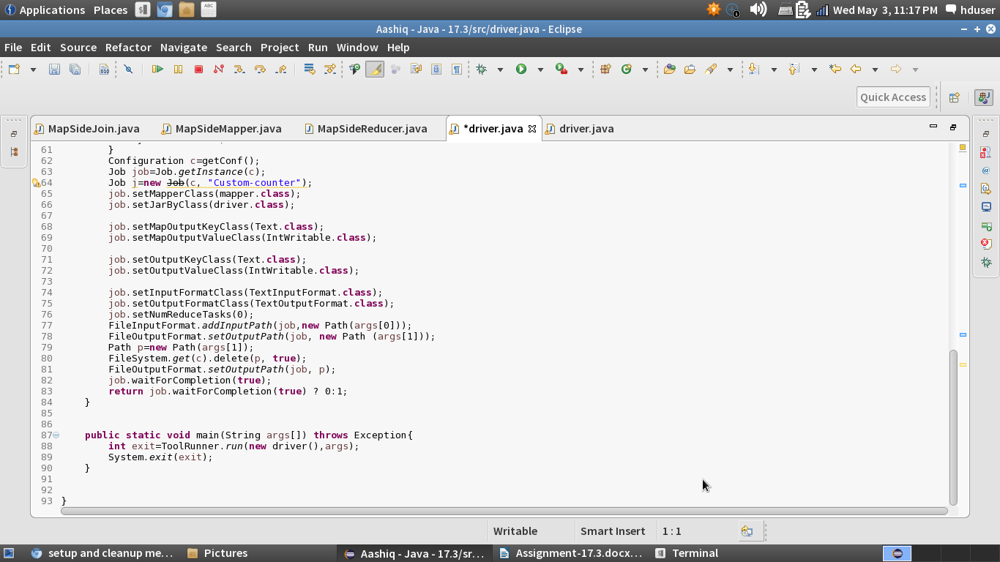 Applications Places Wed May 3, 11:17 PM hduser
Aashiq - Java - 17.3/src/driver.java - Eclipse
File Edit Source Refactor Navigate Search Project Run Window Help
Quick Access
MapSideJoin.java MapSideMapper.java MapSideReducer.java *driver.java driver.java
61 }
62 Configuration c=getConf();
63 Job job=Job.getInstance(c);
64 Job j=new Job(c, "Custom-counter");
65 job.setMapperClass(mapper.class);
66 job.setJarByClass(driver.class);
67
68 job.setMapOutputKeyClass(Text.class);
69 job.setMapOutputValueClass(IntWritable.class);
70
71 job.setOutputKeyClass(Text.class);
72 job.setOutputValueClass(IntWritable.class);
73
74 job.setInputFormatClass(TextInputFormat.class);
75 job.setOutputFormatClass(TextOutputFormat.class);
76 job.setNumReduceTasks(0);
77 FileInputFormat.addInputPath(job,new Path(args[0]));
78 FileOutputFormat.setOutputPath(job, new Path (args[1]));
79 Path p=new Path(args[1]);
80 FileSystem.get(c).delete(p, true);
81 FileOutputFormat.setOutputPath(job, p);
82 job.waitForCompletion(true);
83 return job.waitForCompletion(true) ? 0:1;
84 }
85
86
87 public static void main(String args[]) throws Exception{
88 int exit=ToolRunner.run(new driver(),args);
89 System.exit(exit);
90 }
91
92
93 }
Writable Smart Insert 1 : 1
setup and cleanup me... Pictures Aashiq - Java - 17.3/sr... Assignment-17.3.docx... Terminal